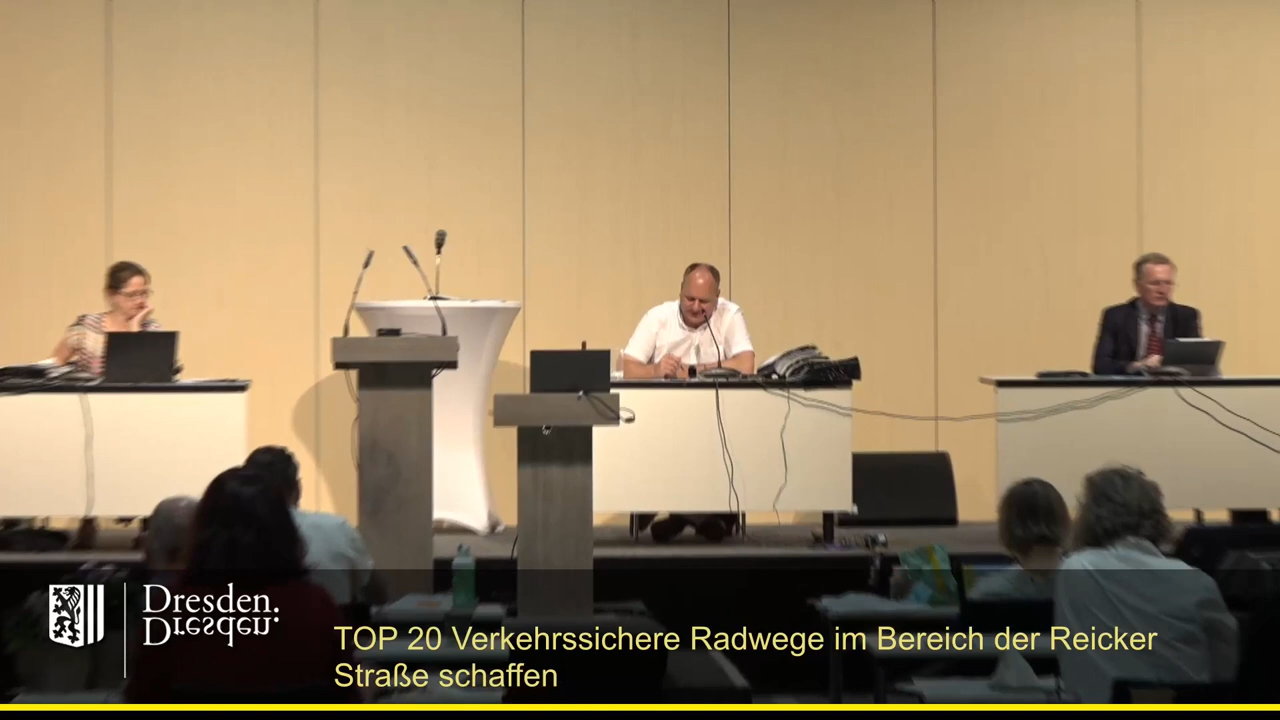 Dresden.
Dresden.
TOP 20 Verkehrssichere Radwege im Bereich der Reicker
Straße schaffen